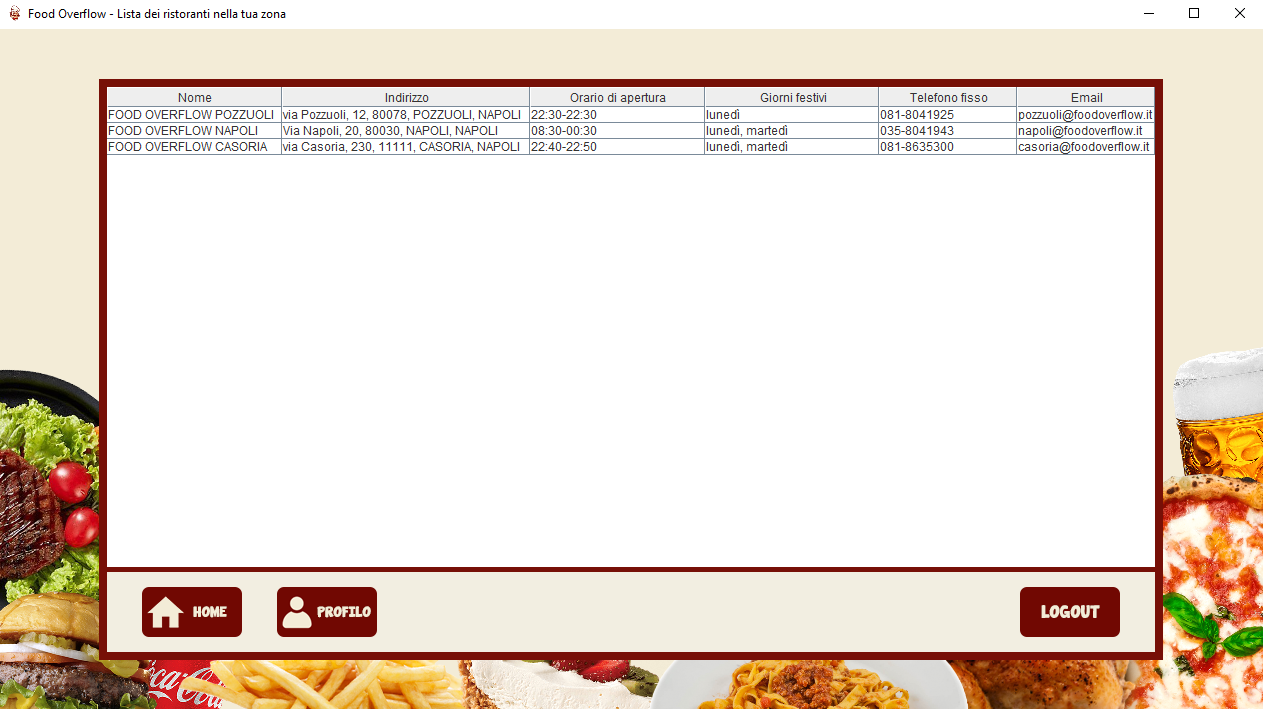 Food Overflow - Lista dei ristoranti nella tua zona
Nome Indirizzo Orario di apertura Giorni festivi Telefono fisso Email
FOOD OVERFLOW POZZUOLI via Pozzuoli, 12, 80078, POZZUOLI, NAPOLI 22:30-22:30 lunedì 081-8041925 pozzuoli@foodoverflow.it
FOOD OVERFLOW NAPOLI Via Napoli, 20, 80030, NAPOLI, NAPOLI 08:30-00:30 lunedì, martedì 035-8041943 napoli@foodoverflow.it
FOOD OVERFLOW CASORIA via Casoria, 230, 11111, CASORIA, NAPOLI 22:40-22:50 lunedì, martedì 081-8635300 casoria@foodoverflow.it
HOME PROFILO LOGOUT